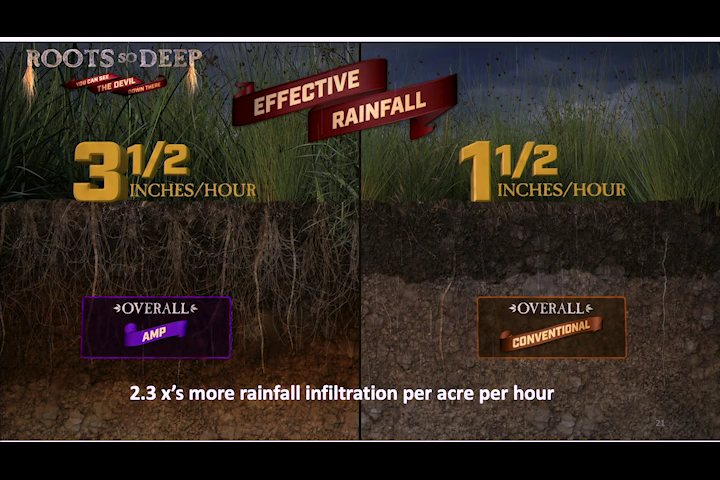 ROOTS SO DEEP
YOU CAN SEE
THE DEVIL
DOWN THERE
EFFECTIVE
RAINFALL
3 1/2
INCHES/HOUR
1 1/2
INCHES/HOUR
OVERALL
AMP
OVERALL
CONVENTIONAL
2.3 x's more rainfall infiltration per acre per hour
21